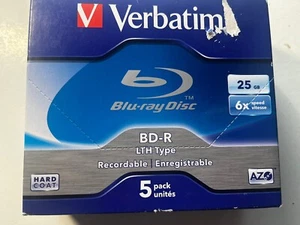 Verbatim
Blu-ray Disc™
25 GB
6x speed
vitesse
BD-R
LTH Type
Recordable | Enregistrable
HARD
COAT
5 pack
unités
AZO